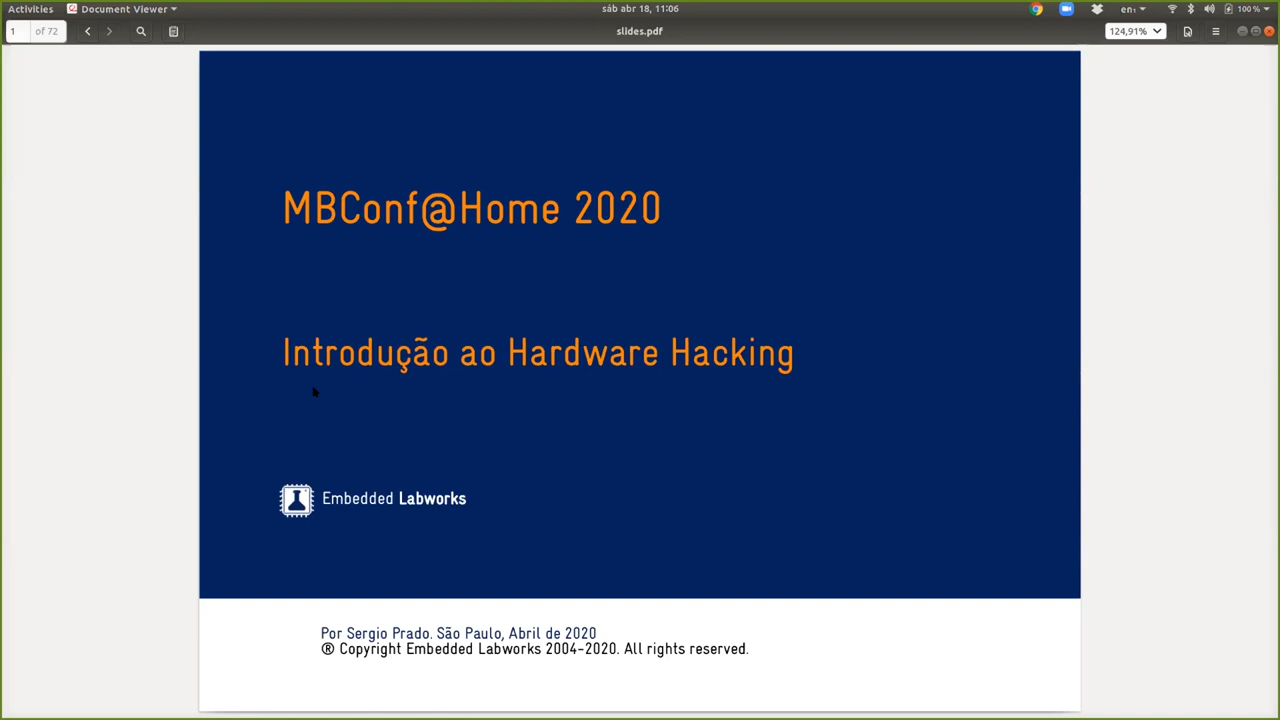 Activities Document Viewer sáb abr 18, 11:06 en₁ 100 %
1 of 72 slides.pdf 124,91%
MBConf@Home 2020
Introdução ao Hardware Hacking
Embedded Labworks
Por Sergio Prado. São Paulo, Abril de 2020
® Copyright Embedded Labworks 2004-2020. All rights reserved.